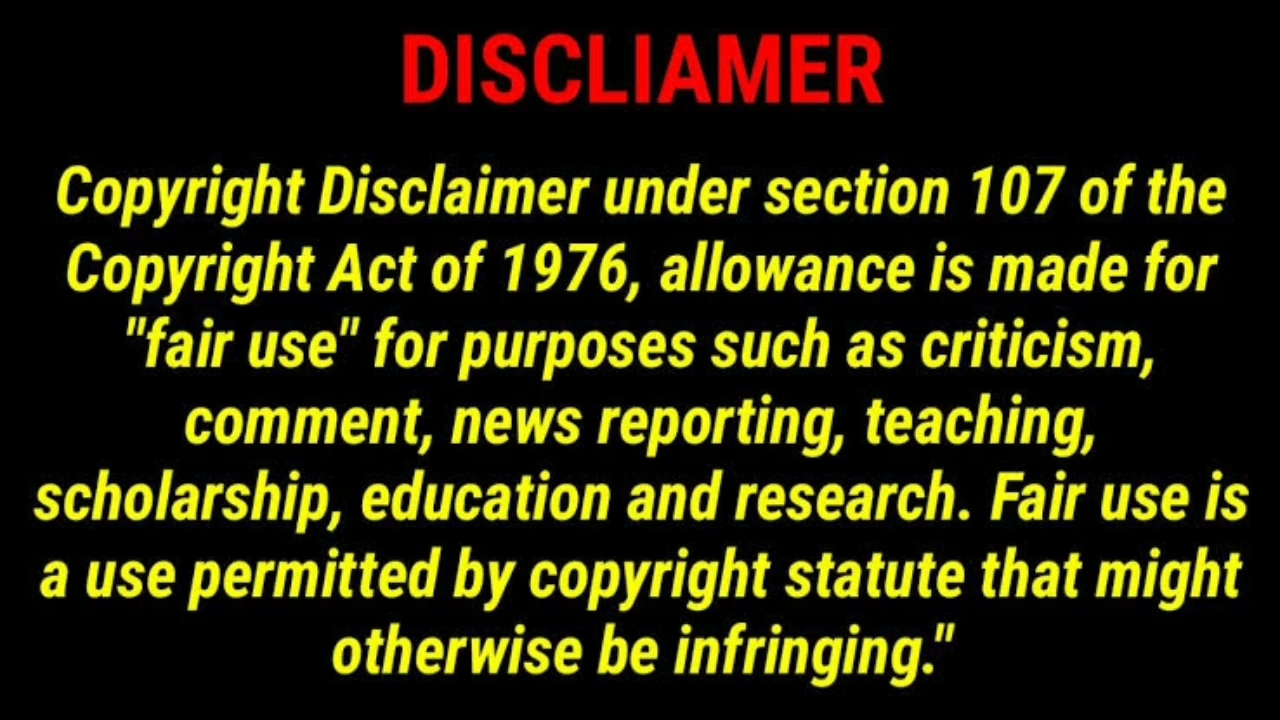 DISCLIAMER
Copyright Disclaimer under section 107 of the
Copyright Act of 1976, allowance is made for
"fair use" for purposes such as criticism,
comment, news reporting, teaching,
scholarship, education and research. Fair use is
a use permitted by copyright statute that might
otherwise be infringing."